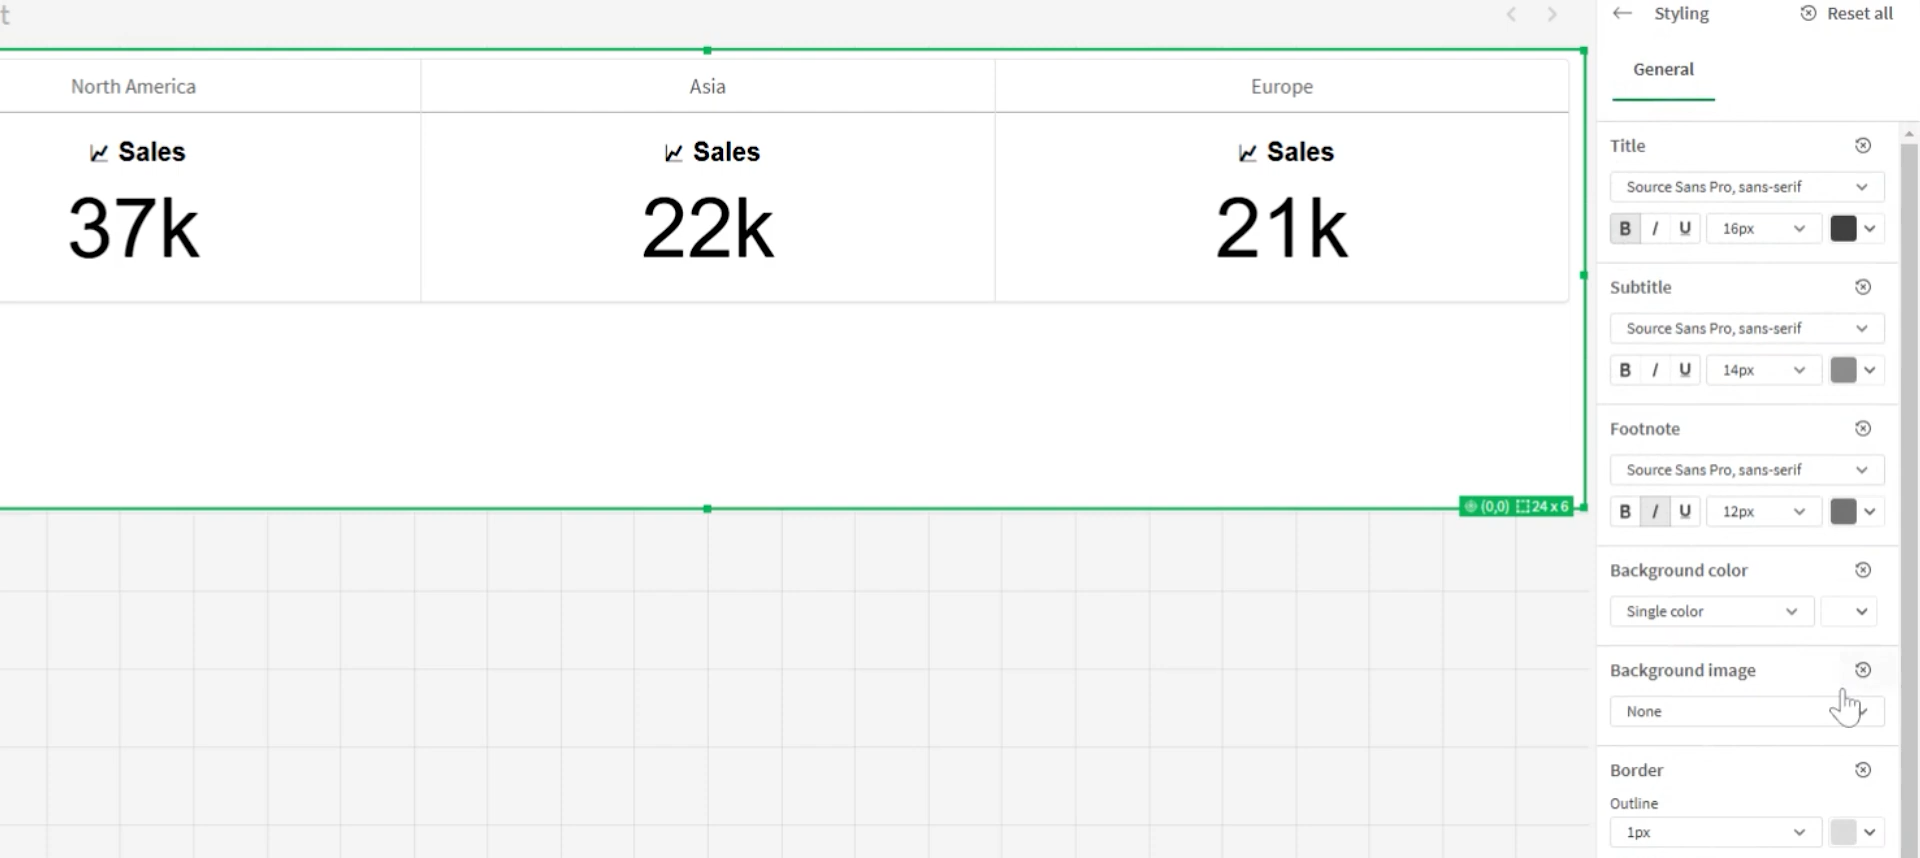 t
Styling
Reset all
General
North America
Asia
Europe
Sales
Sales
Sales
37k
22k
21k
(0,0) 24 x 6
Title
Source Sans Pro, sans-serif
B I U 16px
Subtitle
Source Sans Pro, sans-serif
B I U 14px
Footnote
Source Sans Pro, sans-serif
B I U 12px
Background color
Single color
Background image
None
Border
Outline
1px